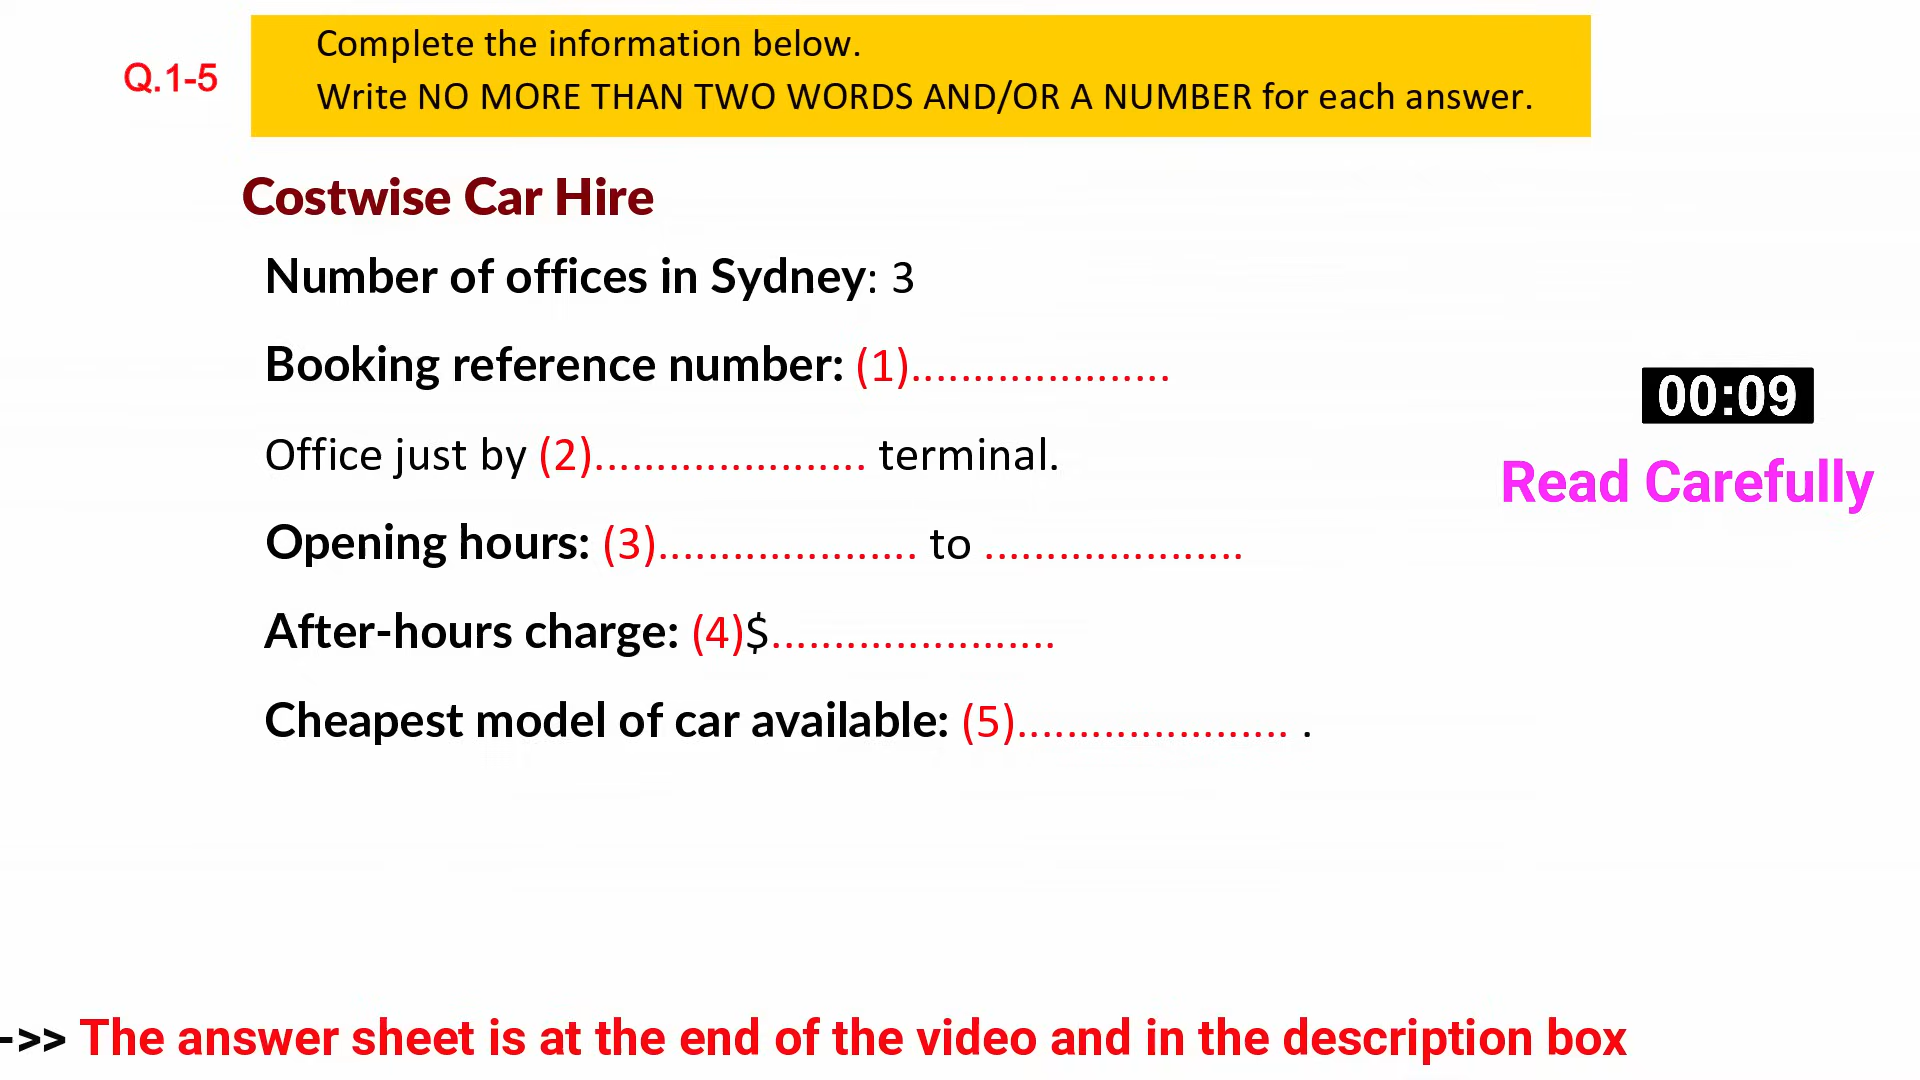 Q.1-5
Complete the information below.
Write NO MORE THAN TWO WORDS AND/OR A NUMBER for each answer.
Costwise Car Hire
Number of offices in Sydney: 3
Booking reference number: (1).....................
Office just by (2)...................... terminal.
Opening hours: (3)..................... to .....................
After-hours charge: (4)$.......................
Cheapest model of car available: (5)...................... .
00:09
Read Carefully
->> The answer sheet is at the end of the video and in the description box